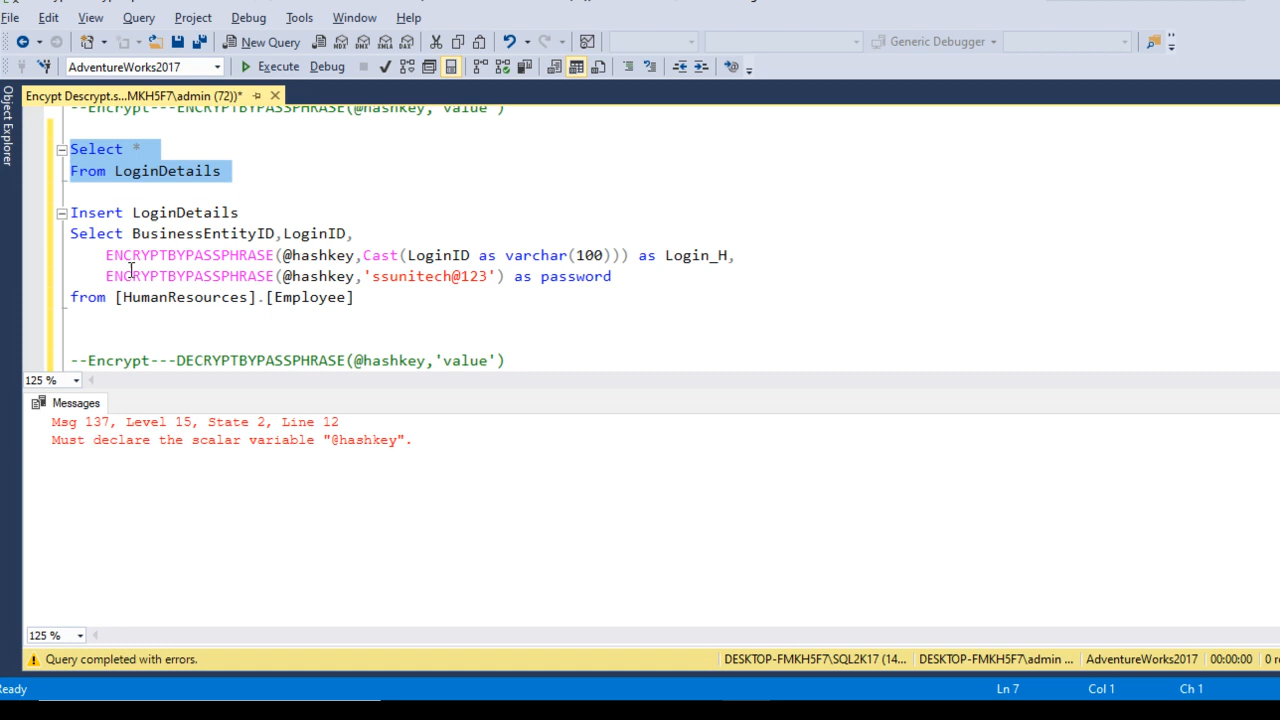 File Edit View Query Project Debug Tools Window Help
New Query Generic Debugger
AdventureWorks2017 Execute Debug
Encypt Descrypt.s...MKH5F7\admin (72))*
Object Explorer
--Encrypt---ENCRYPTBYPASSPHRASE(@hashkey,'value')
Select *
From LoginDetails
Insert LoginDetails
Select BusinessEntityID,LoginID,
ENCRYPTBYPASSPHRASE(@hashkey,Cast(LoginID as varchar(100))) as Login_H,
ENCRYPTBYPASSPHRASE(@hashkey,'ssunitech@123') as password
from [HumanResources].[Employee]
--Encrypt---DECRYPTBYPASSPHRASE(@hashkey,'value')
125 %
Messages
Msg 137, Level 15, State 2, Line 12
Must declare the scalar variable "@hashkey".
125 %
Query completed with errors. DESKTOP-FMKH5F7\SQL2K17 (14... DESKTOP-FMKH5F7\admin ... AdventureWorks2017 00:00:00 0 r
Ready Ln 7 Col 1 Ch 1